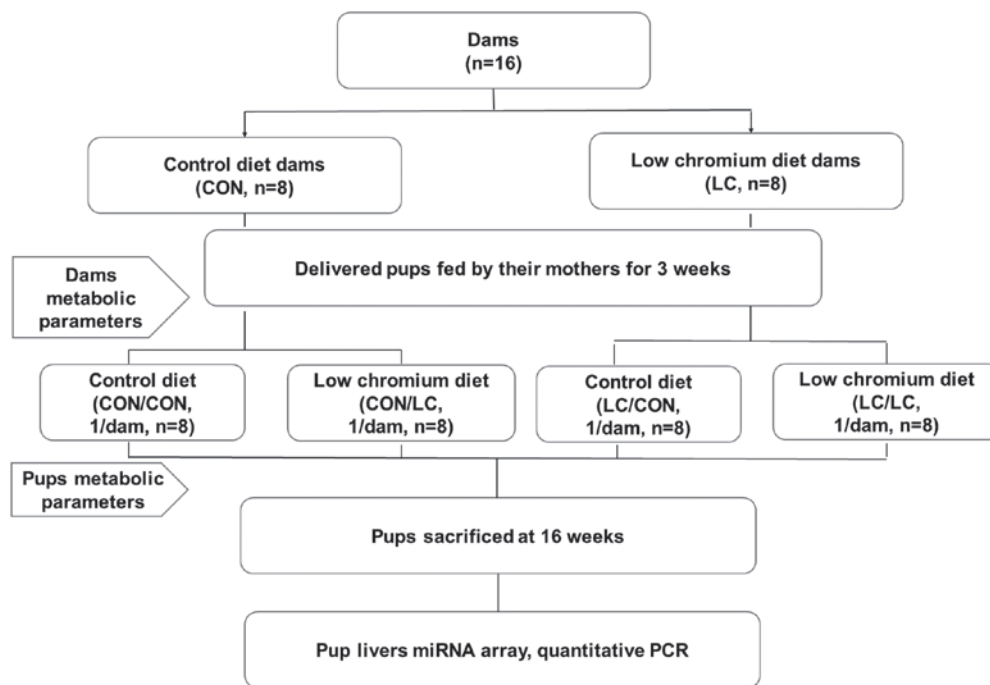 Dams
(n=16)
Control diet dams
(CON, n=8)
Low chromium diet dams
(LC, n=8)
Delivered pups fed by their mothers for 3 weeks
Dams
metabolic
parameters
Control diet
(CON/CON,
1/dam, n=8)
Low chromium diet
(CON/LC,
1/dam, n=8)
Control diet
(LC/CON,
1/dam, n=8)
Low chromium diet
(LC/LC,
1/dam, n=8)
Pups metabolic
parameters
Pups sacrificed at 16 weeks
Pup livers miRNA array, quantitative PCR